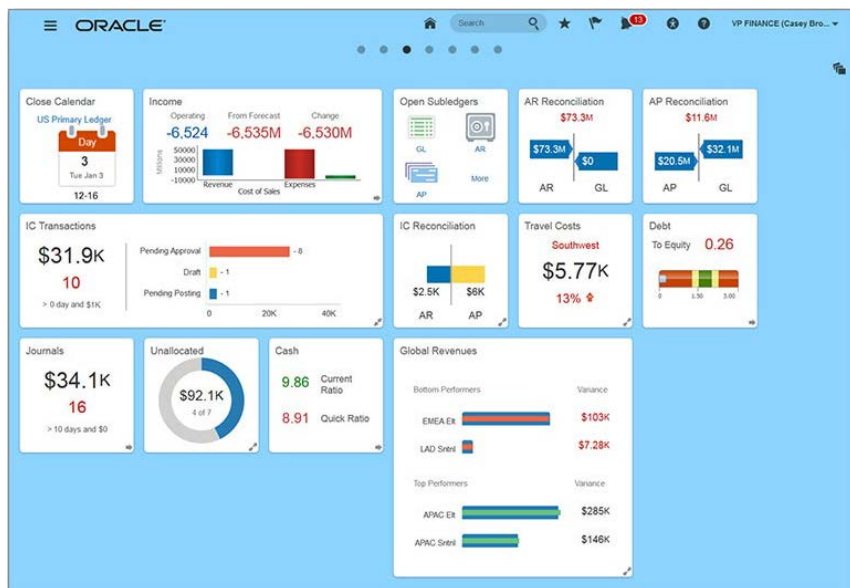 ORACLE
Search
13
VP FINANCE (Casey Bro...
Close Calendar
US Primary Ledger
Day
3
Tue Jan 3
12-16
Income
Operating
From Forecast
Change
-6,524
-6,535M
-6,530M
Millions
50000
30000
10000
-10000
Revenue
Cost of Sales
Expenses
Open Subledgers
GL
AR
AP
More
AR Reconciliation
$73.3M
$73.3M
$0
AR
GL
AP Reconciliation
$11.6M
$32.1M
$20.5M
AP
GL
IC Transactions
$31.9K
10
> 0 day and $1K
Pending Approval
- 8
Draft
- 1
Pending Posting
- 1
0
20K
40K
IC Reconciliation
$2.5K
$6K
AR
AP
Travel Costs
Southwest
$5.77K
13%
Debt
To Equity
0.26
0
1.50
3.00
Journals
$34.1K
16
> 10 days and $0
Unallocated
$92.1K
4 of 7
Cash
9.86
Current
Ratio
8.91
Quick Ratio
Global Revenues
Bottom Performers
Variance
EMEA Elt
$103K
LAD Sntnl
$7.28K
Top Performers
Variance
APAC Elt
$285K
APAC Sntnl
$146K